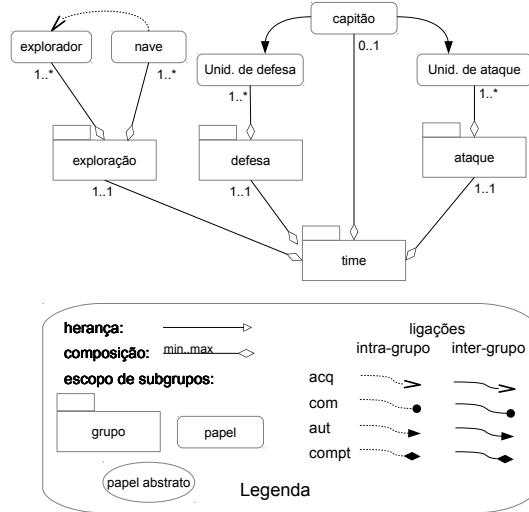 capitão
explorador
nave
0..1
Unid. de defesa
Unid. de ataque
1..*
1..*
1..*
1..*
exploração
defesa
ataque
1..1
1..1
1..1
time
herança:
composição:
min..max
escopo de subgrupos:
grupo
papel
papel abstrato
ligações
intra-grupo
inter-grupo
acq
com
aut
compt
Legenda